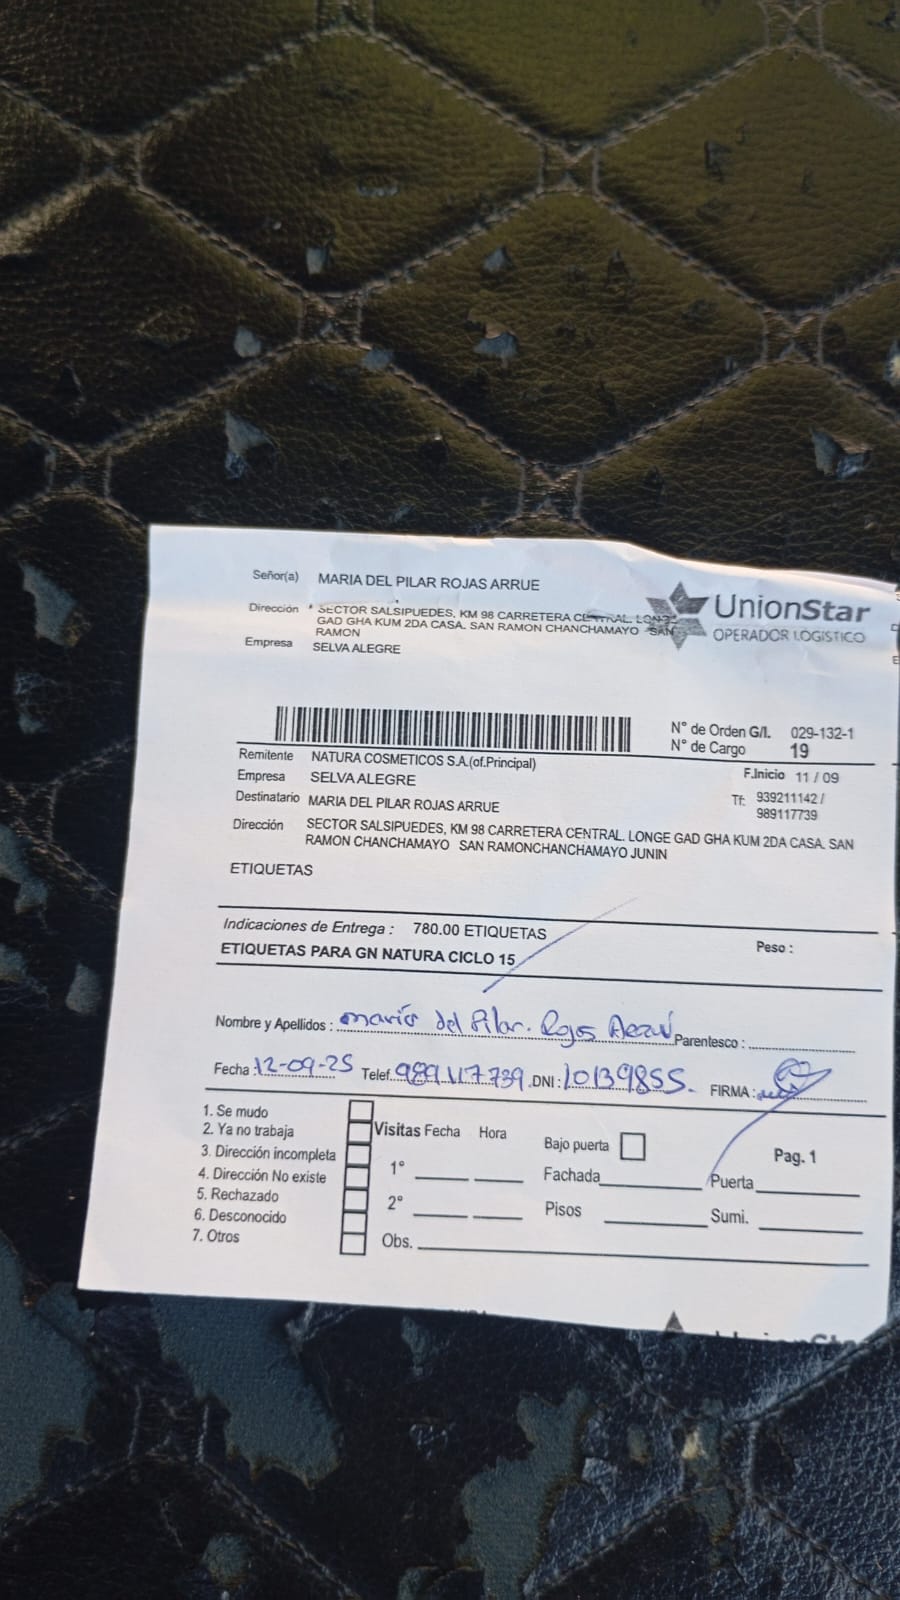 Señor(a) MARIA DEL PILAR ROJAS ARRUE
Dirección * SECTOR SALSIPUEDES, KM 98 CARRETERA CENTRAL. LONGE
GAD GHA KUM 2DA CASA. SAN RAMON CHANCHAMAYO SAN
RAMON
Empresa SELVA ALEGRE
UnionStar
OPERADOR LOGISTICO
N° de Orden G/I. 029-132-1
N° de Cargo 19
Remitente NATURA COSMETICOS S.A.(of.Principal)
Empresa SELVA ALEGRE
F.Inicio 11 / 09
Destinatario MARIA DEL PILAR ROJAS ARRUE
Tf: 939211142 /
989117739
Dirección SECTOR SALSIPUEDES, KM 98 CARRETERA CENTRAL. LONGE GAD GHA KUM 2DA CASA. SAN
RAMON CHANCHAMAYO SAN RAMONCHANCHAMAYO JUNIN
ETIQUETAS
Indicaciones de Entrega : 780.00 ETIQUETAS
Peso :
ETIQUETAS PARA GN NATURA CICLO 15
Nombre y Apellidos : maria del Pilar. Rojas Parentesco :
Fecha : 12-09-25 Telef. 989117739 DNI : 10139855. FIRMA :
1. Se mudo
2. Ya no trabaja
3. Dirección incompleta
4. Dirección No existe
5. Rechazado
6. Desconocido
7. Otros
Visitas Fecha Hora
1°
2°
Obs.
Bajo puerta
Fachada
Pisos
Pag. 1
Puerta
Sumi.